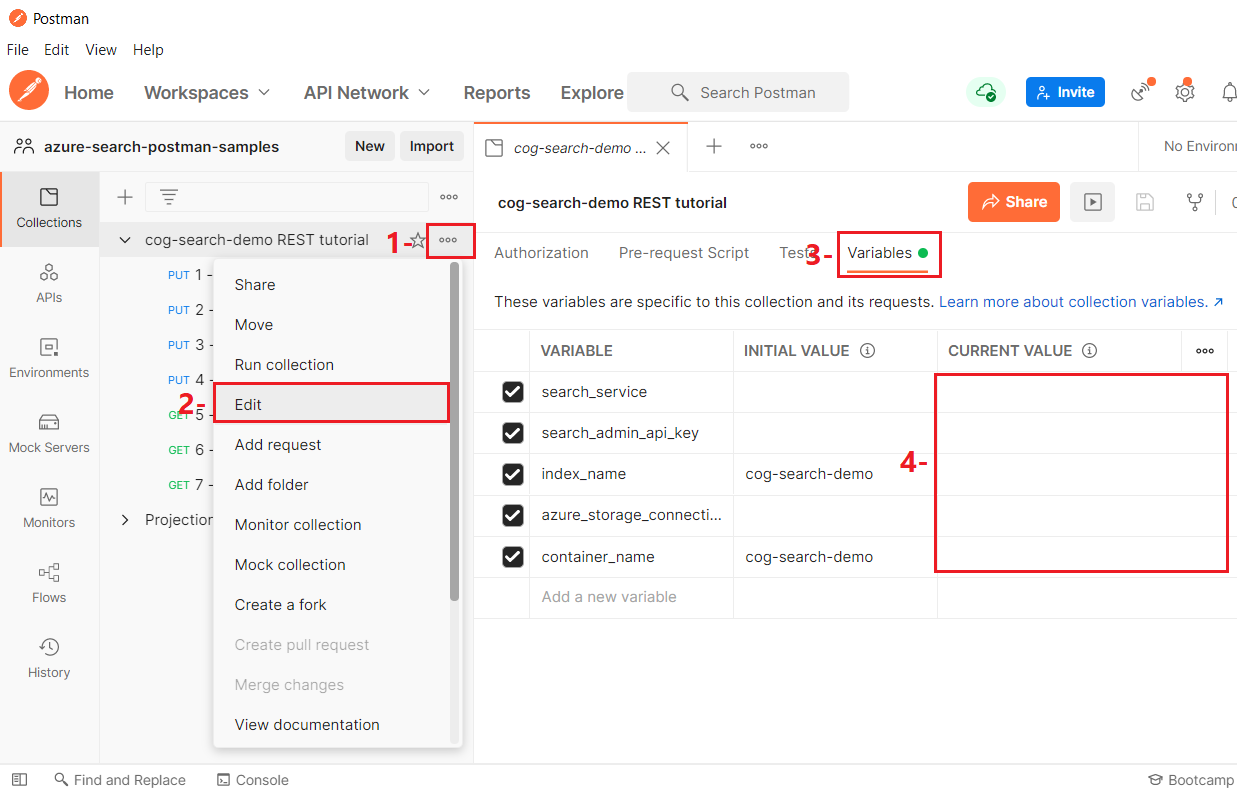 Postman
File Edit View Help
Home Workspaces API Network Reports Explore Search Postman Invite
azure-search-postman-samples New Import
cog-search-demo ... No Environ
Collections
APIs
Environments
Mock Servers
Monitors
Flows
History
cog-search-demo REST tutorial 1-
PUT 1 -
PUT 2 -
PUT 3 -
PUT 4
GET 5 -
GET 6 -
GET 7 -
Projection
Share
Move
Run collection
2- Edit
Add request
Add folder
Monitor collection
Mock collection
Create a fork
Create pull request
Merge changes
View documentation
cog-search-demo REST tutorial Share
Authorization Pre-request Script Tests 3- Variables
These variables are specific to this collection and its requests. Learn more about collection variables. ↗
VARIABLE INITIAL VALUE CURRENT VALUE
search_service
search_admin_api_key
index_name cog-search-demo 4-
azure_storage_connecti...
container_name cog-search-demo
Add a new variable
Find and Replace Console Bootcamp